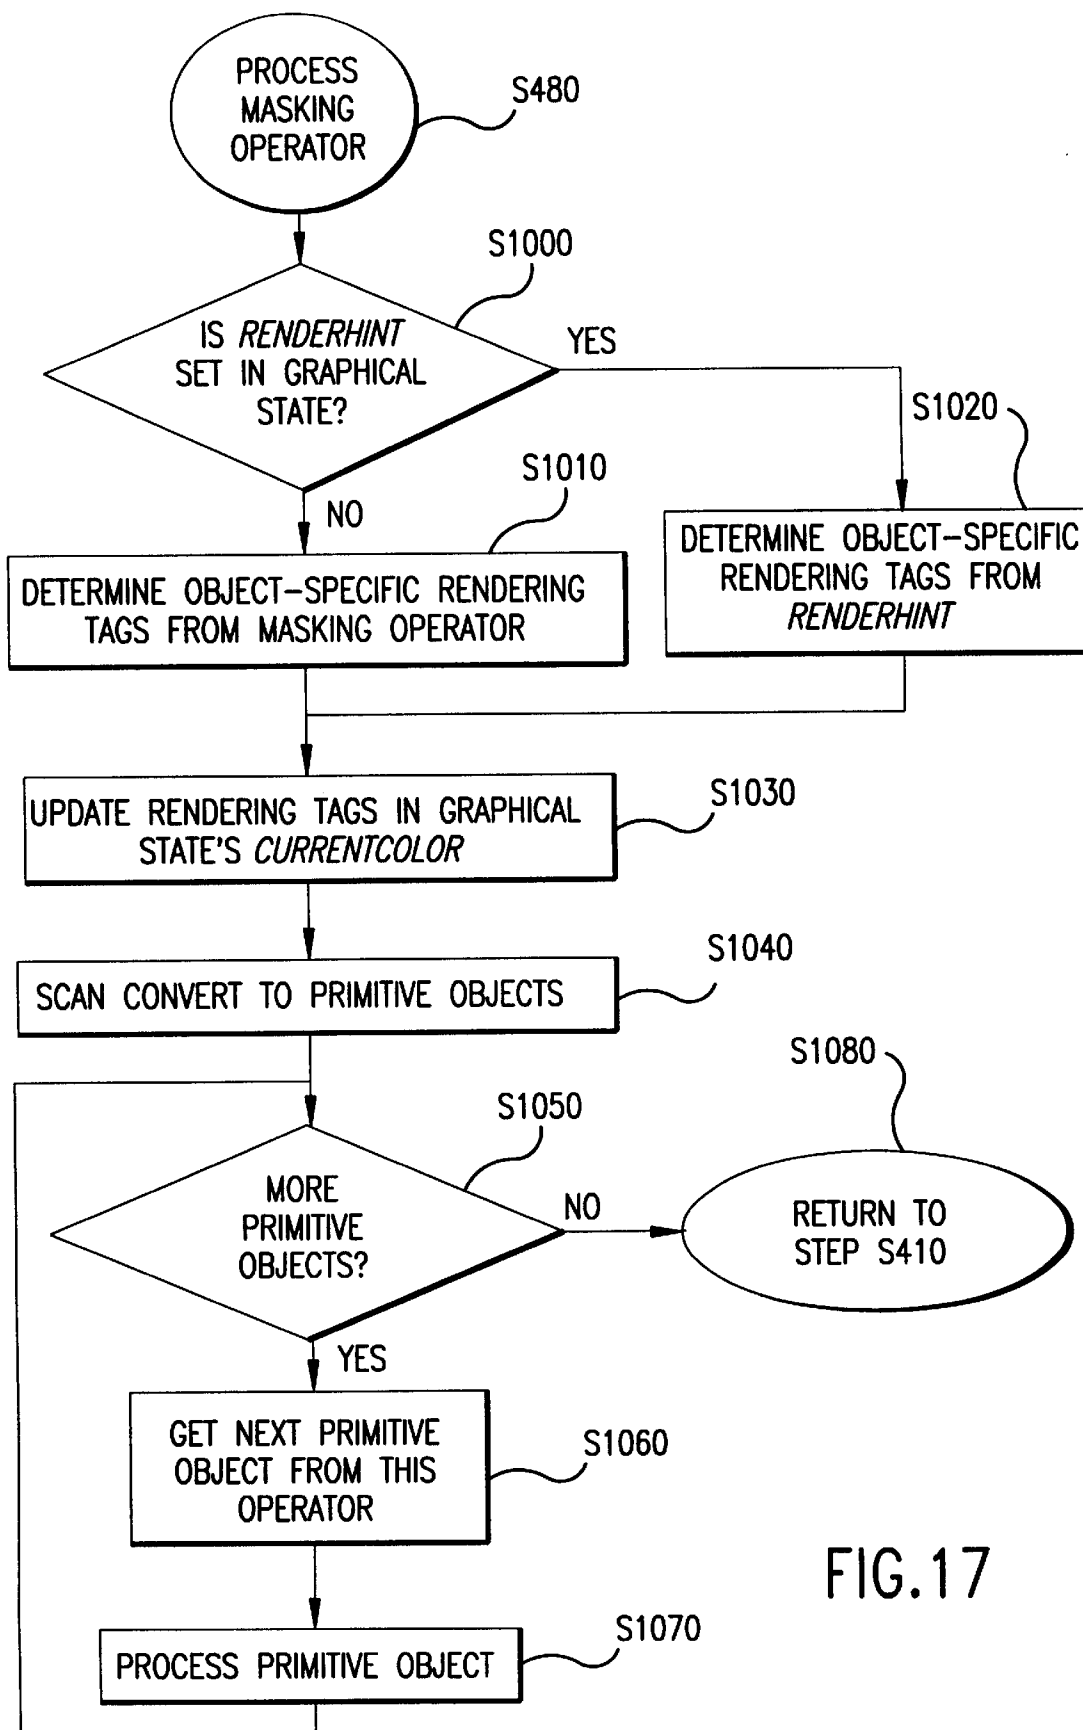 PROCESS
MASKING
OPERATOR
S480
S1000
IS RENDERHINT
SET IN GRAPHICAL
STATE?
YES
NO
S1010
S1020
DETERMINE OBJECT-SPECIFIC RENDERING
TAGS FROM MASKING OPERATOR
DETERMINE OBJECT-SPECIFIC
RENDERING TAGS FROM
RENDERHINT
S1030
UPDATE RENDERING TAGS IN GRAPHICAL
STATE'S CURRENTCOLOR
S1040
SCAN CONVERT TO PRIMITIVE OBJECTS
S1050
MORE
PRIMITIVE
OBJECTS?
NO
S1080
RETURN TO
STEP S410
YES
GET NEXT PRIMITIVE
OBJECT FROM THIS
OPERATOR
S1060
S1070
PROCESS PRIMITIVE OBJECT
FIG.17